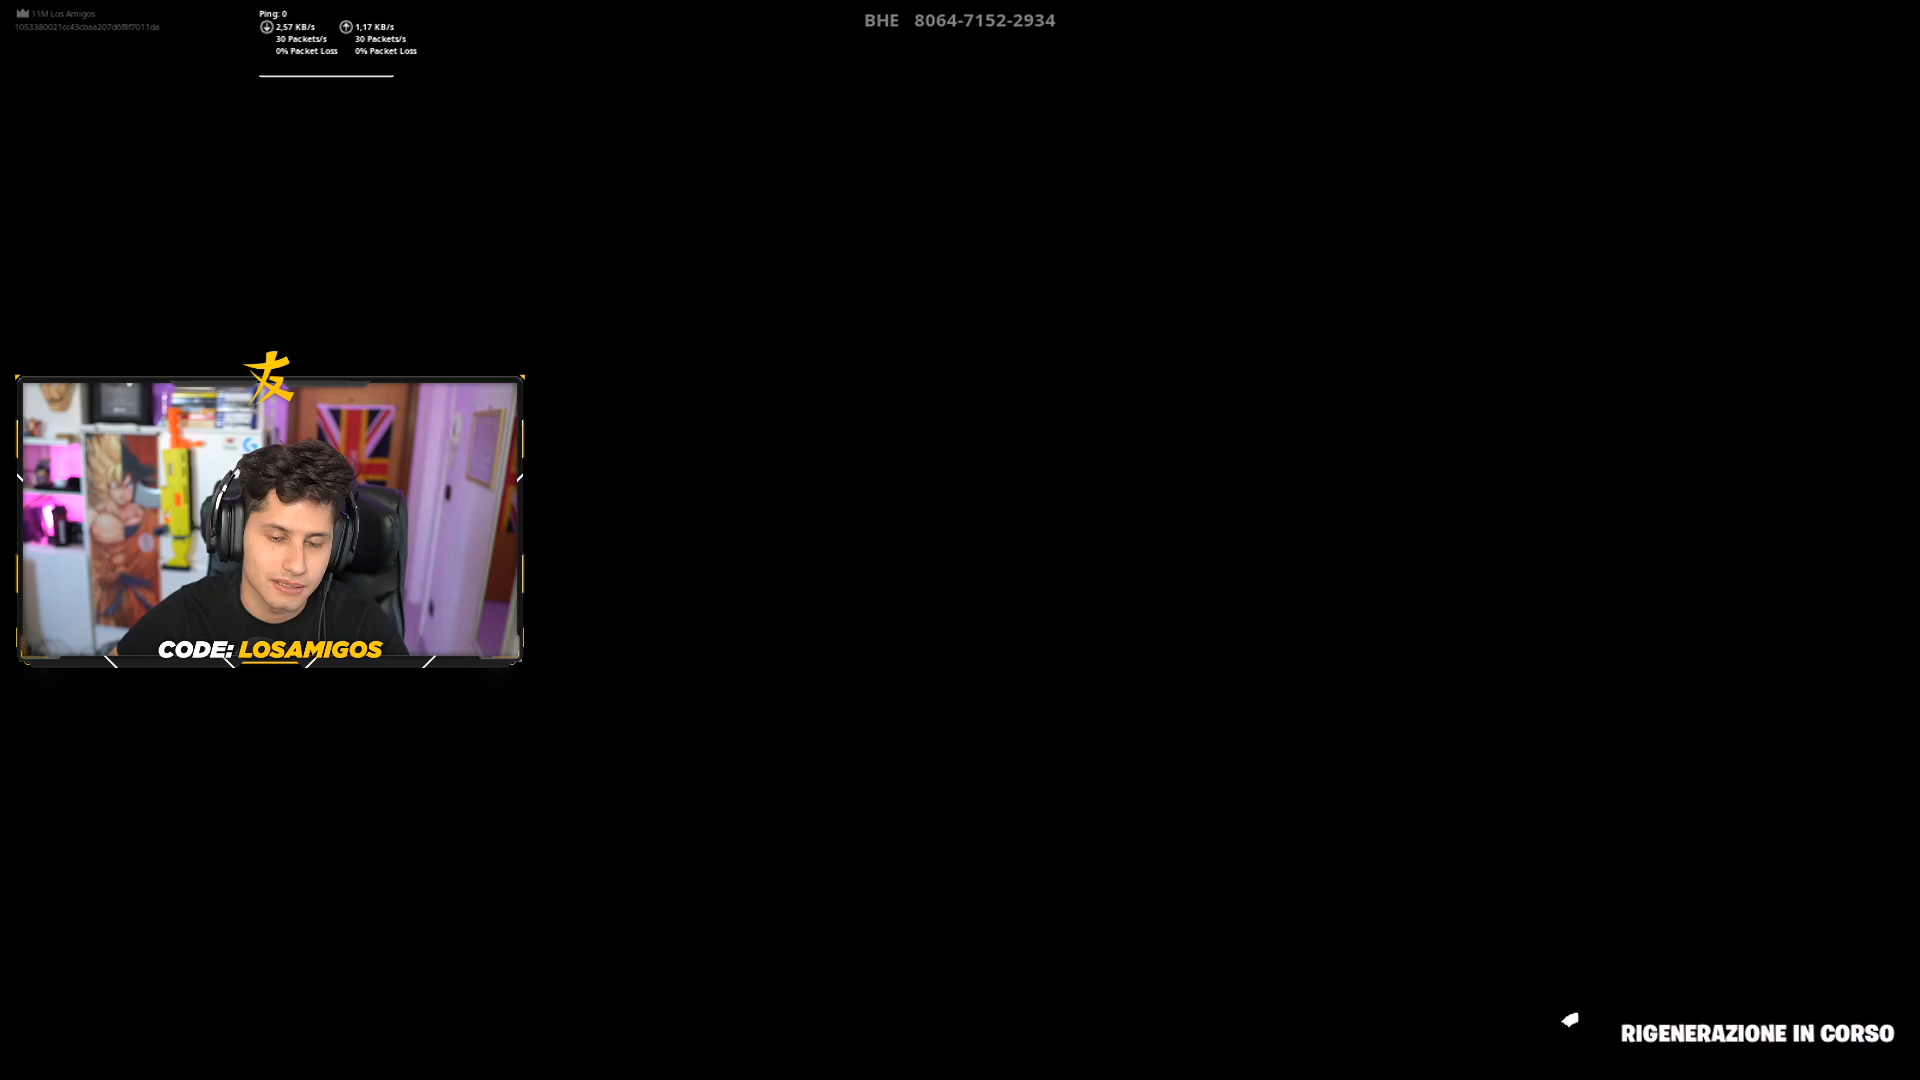 11M Los Amigos
Ping: 0
2,57 KB/s 1,17 KB/s
30 Packets/s 30 Packets/s
0% Packet Loss 0% Packet Loss
BHE 8064-7152-2934
友
CODE: LOSAMIGOS
RIGENERAZIONE IN CORSO